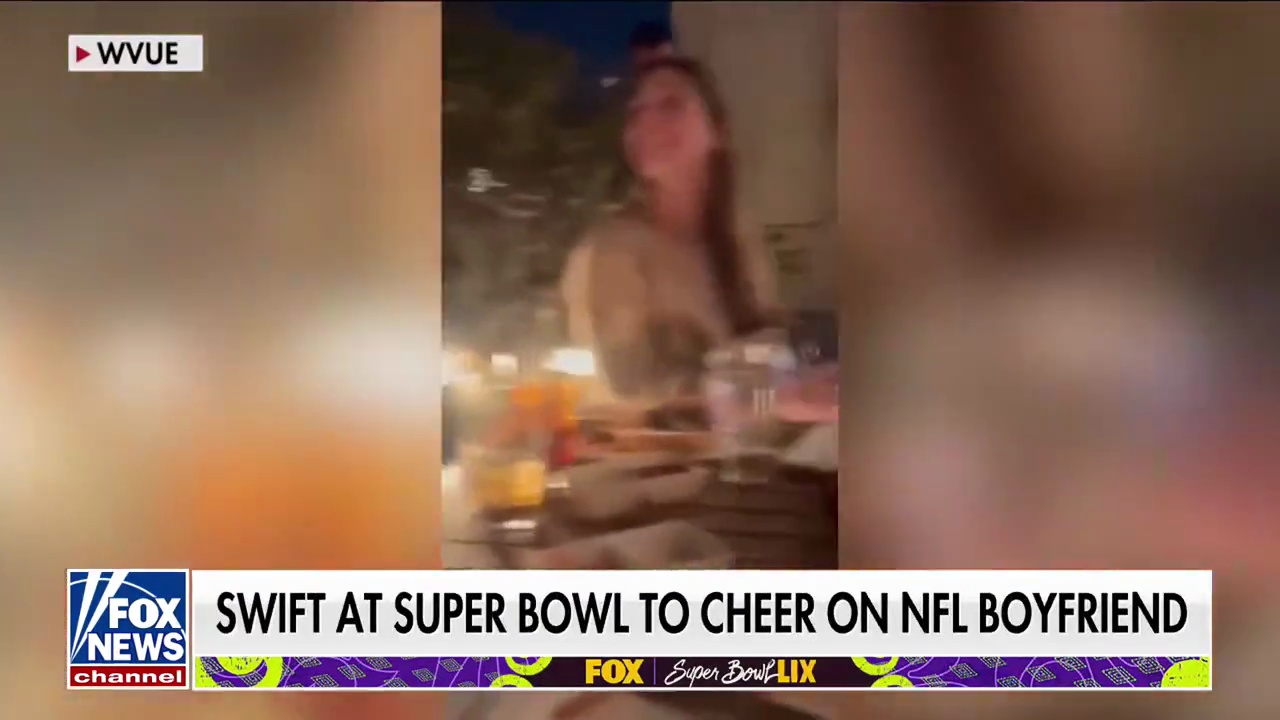 WVUE
SWIFT AT SUPER BOWL TO CHEER ON NFL BOYFRIEND
FOX
NEWS
channel
FOX Super Bowl LIX